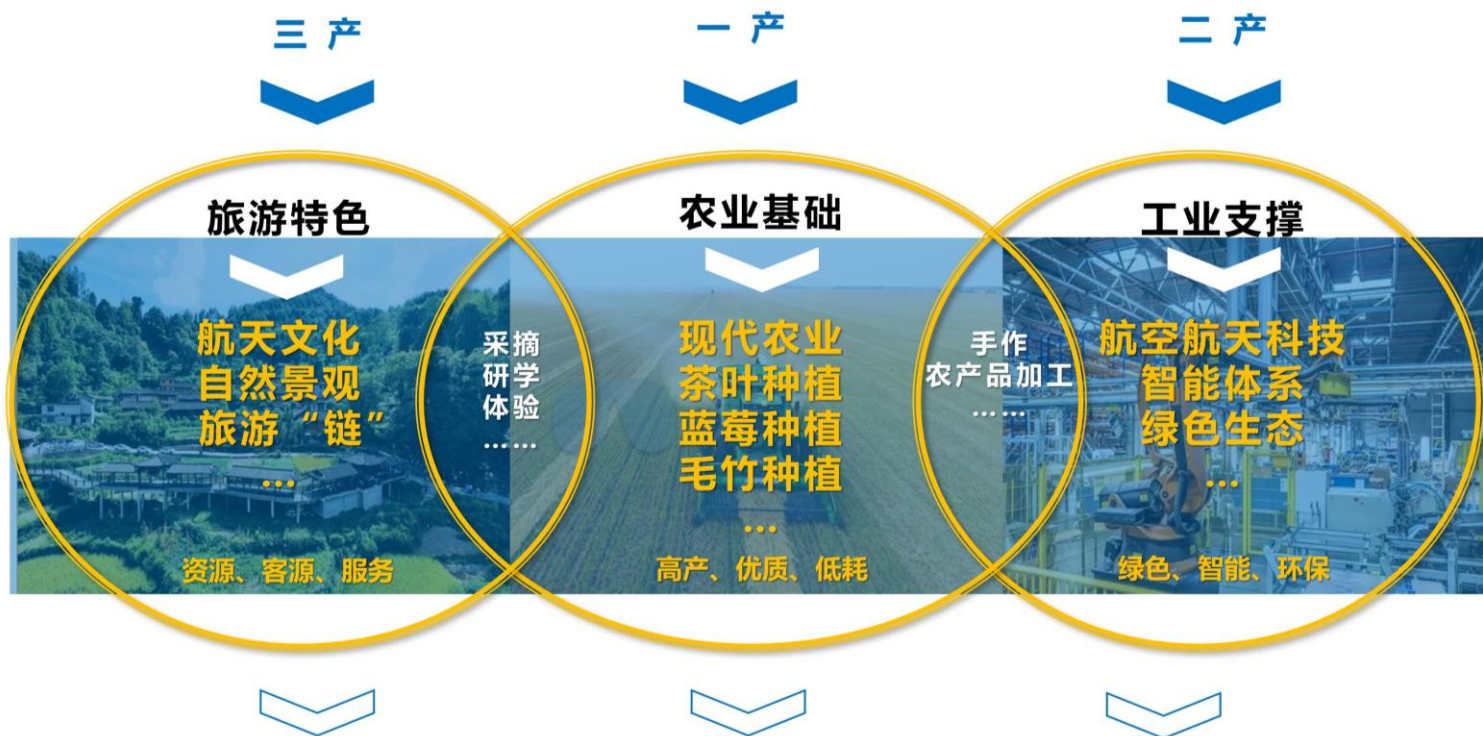 三产
一产
二产
旅游特色
农业基础
工业支撑
航天文化
自然景观
旅游“链”
...
资源、客源、服务
采摘
研学
体验
……
现代农业
茶叶种植
蓝莓种植
毛竹种植
...
高产、优质、低耗
手作
农产品加工
……
航空航天科技
智能体系
绿色生态
...
绿色、智能、环保